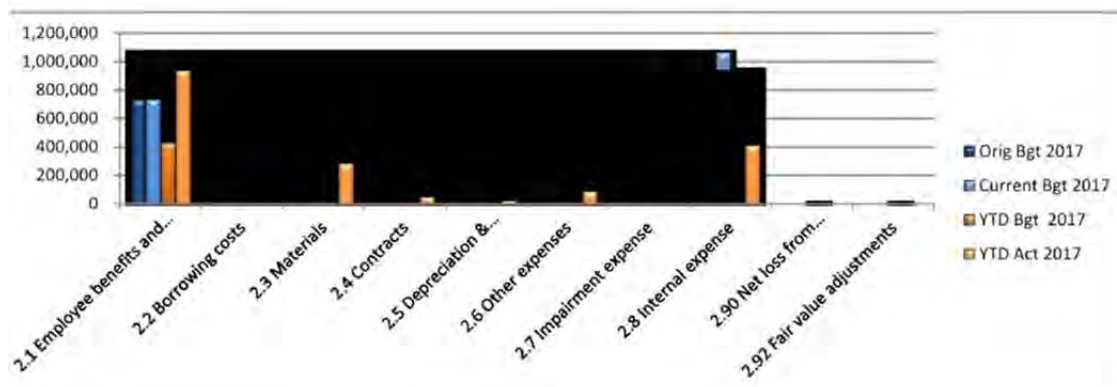 1,200,000
1,000,000
800,000
600,000
400,000
200,000
0
2.1 Employee benefits and...
2.2 Borrowing costs
2.3 Materials
2.4 Contracts
2.5 Depreciation &...
2.6 Other expenses
2.7 Impairment expense
2.8 Internal expense
2.90 Net loss from...
2.92 Fair value adjustments
Orig Bgt 2017
Current Bgt 2017
YTD Bgt 2017
YTD Act 2017